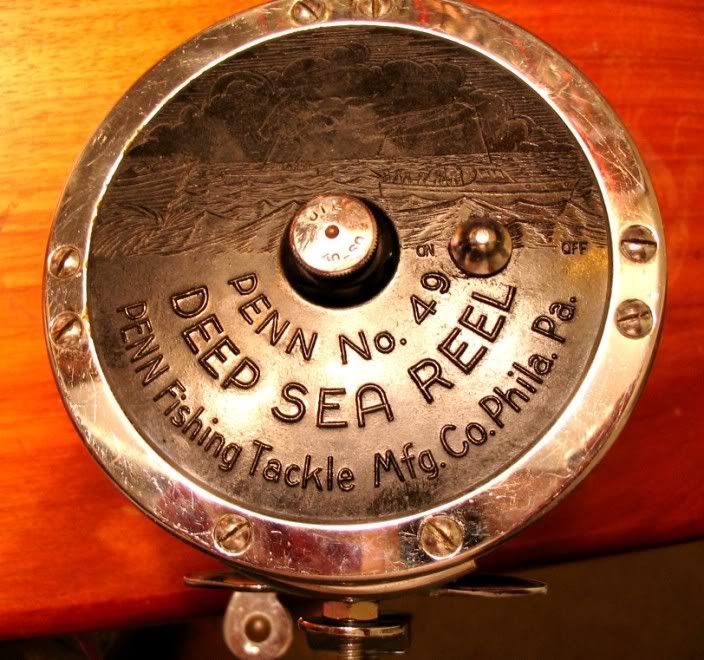 ON OFF
PENN No. 49
DEEP SEA REEL
PENN Fishing Tackle Mfg. Co. Phila. Pa.